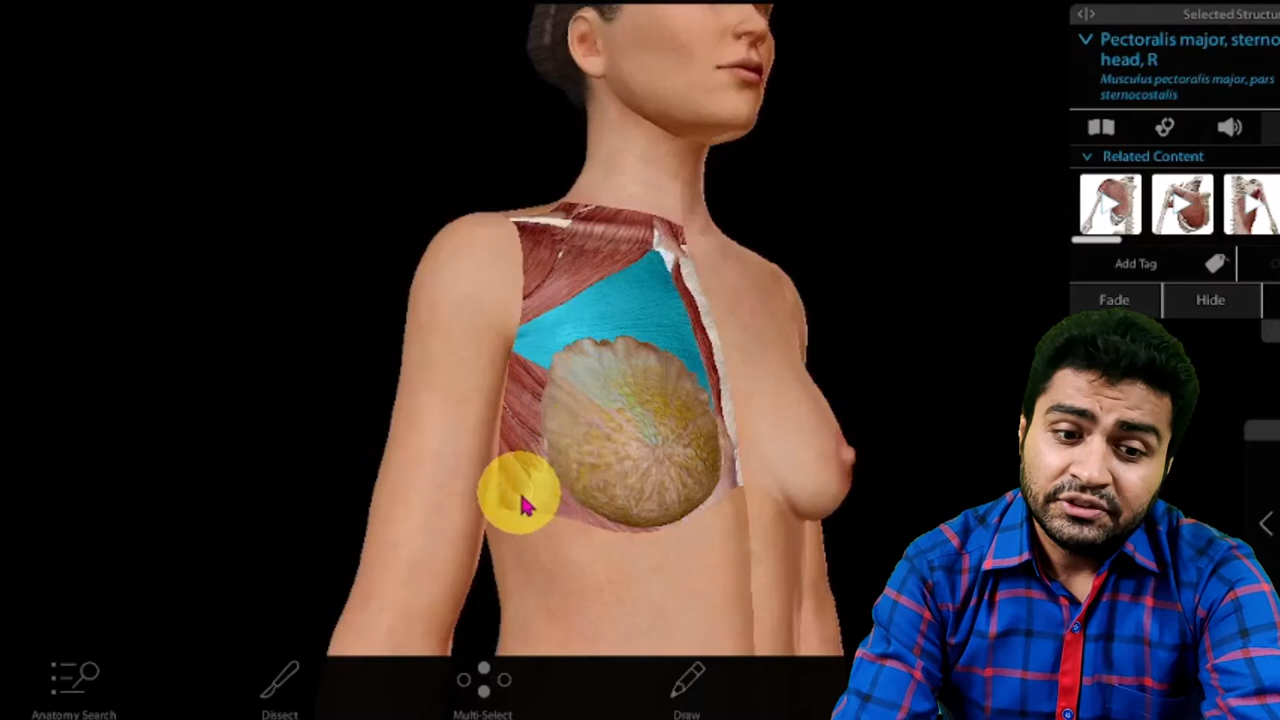 Selected Structu
Pectoralis major, sterno
head, R
Musculus pectoralis major, pars
sternocostalis
Related Content
Add Tag
Fade
Hide
Anatomy Search
Dissect
Multi-Select
Draw